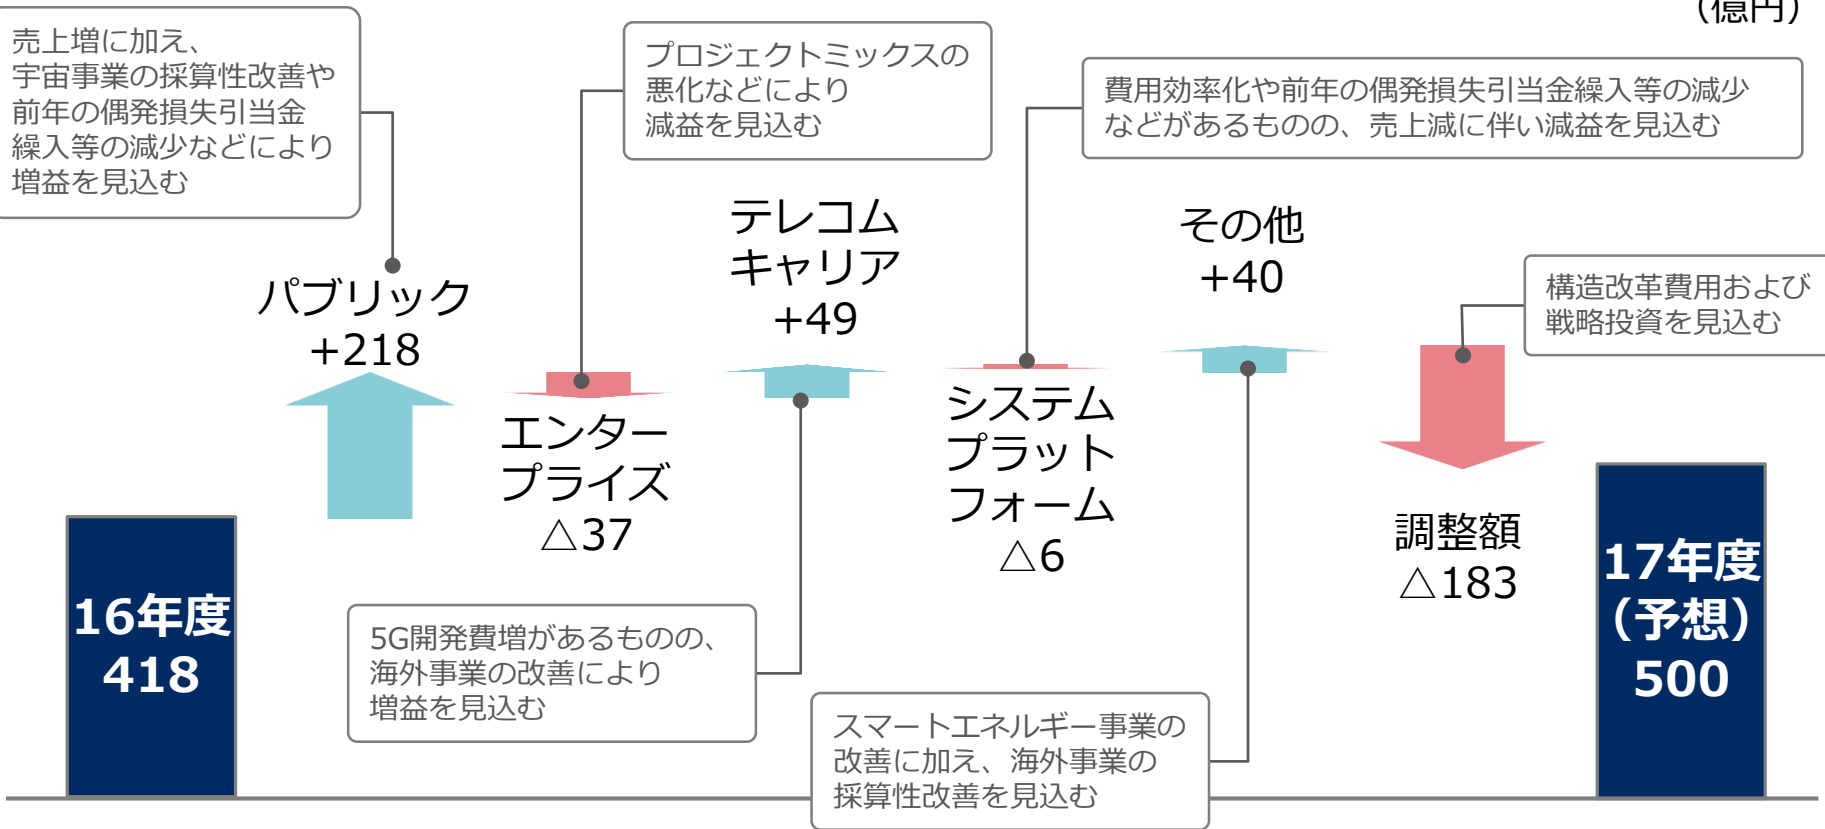 （億円）
売上増に加え、
宇宙事業の採算性改善や
前年の偶発損失引当金
繰入等の減少などにより
増益を見込む
プロジェクトミックスの
悪化などにより
減益を見込む
費用効率化や前年の偶発損失引当金繰入等の減少
などがあるものの、売上減に伴い減益を見込む
パブリック
+218
エンター
プライズ
△37
テレコム
キャリア
+49
システム
プラット
フォーム
△6
その他
+40
構造改革費用および
戦略投資を見込む
調整額
△183
16年度
418
17年度
（予想）
500
5G開発費増があるものの、
海外事業の改善により
増益を見込む
スマートエネルギー事業の
改善に加え、海外事業の
採算性改善を見込む